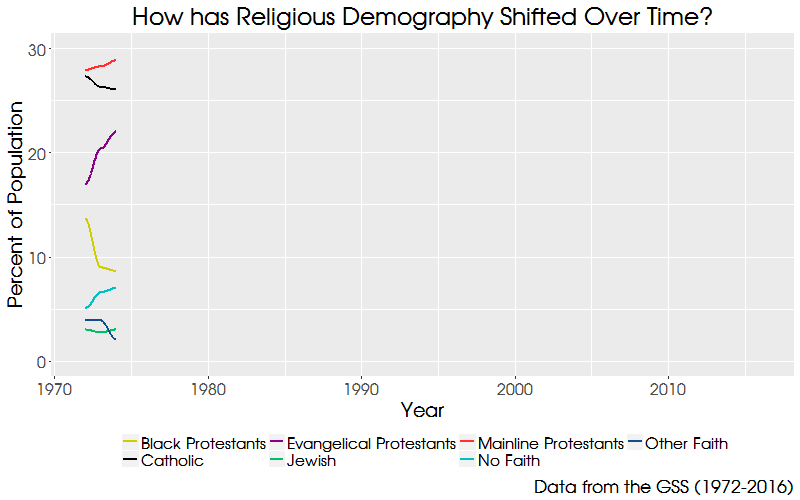 How has Religious Demography Shifted Over Time?
Percent of Population
30
20
10
0
1970 1980 1990 2000 2010
Year
Black Protestants Evangelical Protestants Mainline Protestants Other Faith
Catholic Jewish No Faith
Data from the GSS (1972-2016)